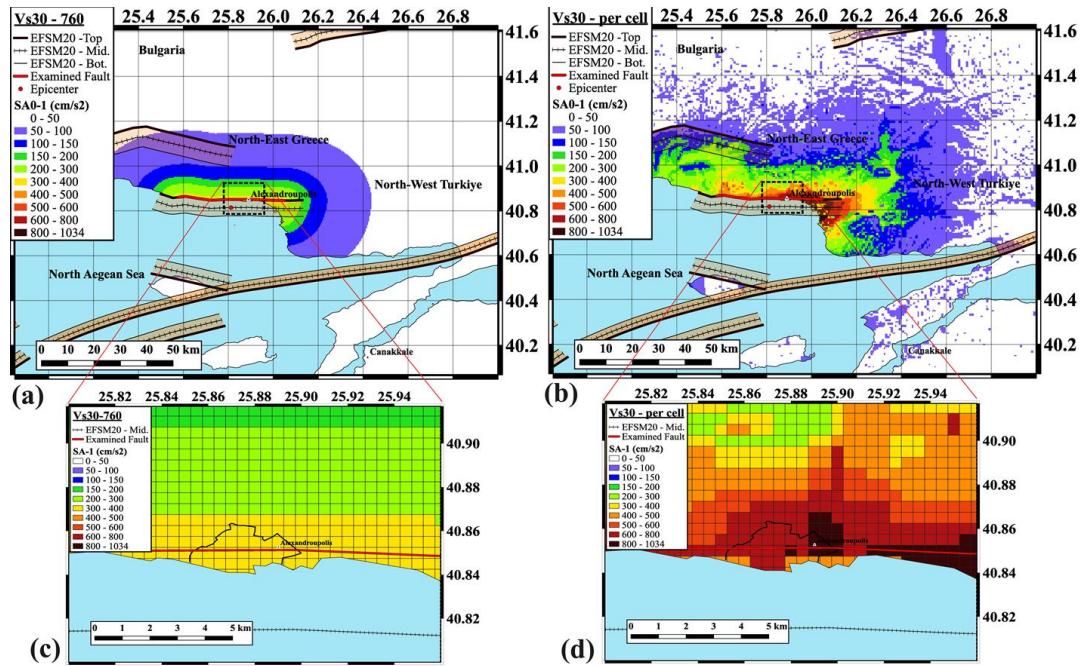 25.4 25.6 25.8 26.0 26.2 26.4 26.6 26.8
Vs30 - 760
EFSM20 -Top
EFSM20 - Mid.
EFSM20 - Bot.
Examined Fault
Epicenter
SA0-1 (cm/s2)
0 - 50
50 - 100
100 - 150
150 - 200
200 - 300
300 - 400
400 - 500
500 - 600
600 - 800
800 - 1034
Bulgaria
North-East Greece
North-West Turkiye
Alexandroupolis
North Aegean Sea
Canakkale
0 10 20 30 40 50 km
41.6
41.4
41.2
41.0
40.8
40.6
40.4
40.2
(a)
25.4 25.6 25.8 26.0 26.2 26.4 26.6 26.8
Vs30 - per cell
EFSM20 -Top
EFSM20 - Mid.
EFSM20 - Bot.
Examined Fault
Epicenter
SA0-1 (cm/s2)
0 - 50
50 - 100
100 - 150
150 - 200
200 - 300
300 - 400
400 - 500
500 - 600
600 - 800
800 - 1034
Bulgaria
North-East Greece
North-West Turkiye
Alexandroupolis
North Aegean Sea
Canakkale
0 10 20 30 40 50 km
41.6
41.4
41.2
41.0
40.8
40.6
40.4
40.2
(b)
25.82 25.84 25.86 25.88 25.90 25.92 25.94
Vs30-760
EFSM20 - Mid.
Examined Fault
SA-1 (cm/s2)
0 - 50
50 - 100
100 - 150
150 - 200
200 - 300
300 - 400
400 - 500
500 - 600
600 - 800
800 - 1034
Alexandroupolis
0 1 2 3 4 5 km
40.90
40.88
40.86
40.84
40.82
(c)
25.82 25.84 25.86 25.88 25.90 25.92 25.94
Vs30 - per cell
EFSM20 - Mid.
Examined Fault
SA-1 (cm/s2)
0 - 50
50 - 100
100 - 150
150 - 200
200 - 300
300 - 400
400 - 500
500 - 600
600 - 800
800 - 1034
Alexandroupolis
0 1 2 3 4 5 km
40.90
40.88
40.86
40.84
40.82
(d)